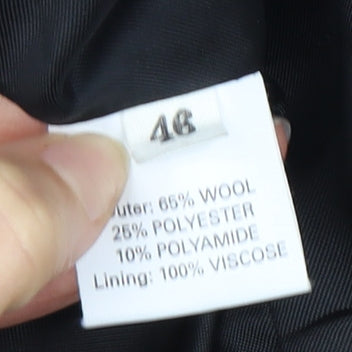 46
uter: 65% WOOL
25% POLYESTER
10% POLYAMIDE
Lining: 100% VISCOSE